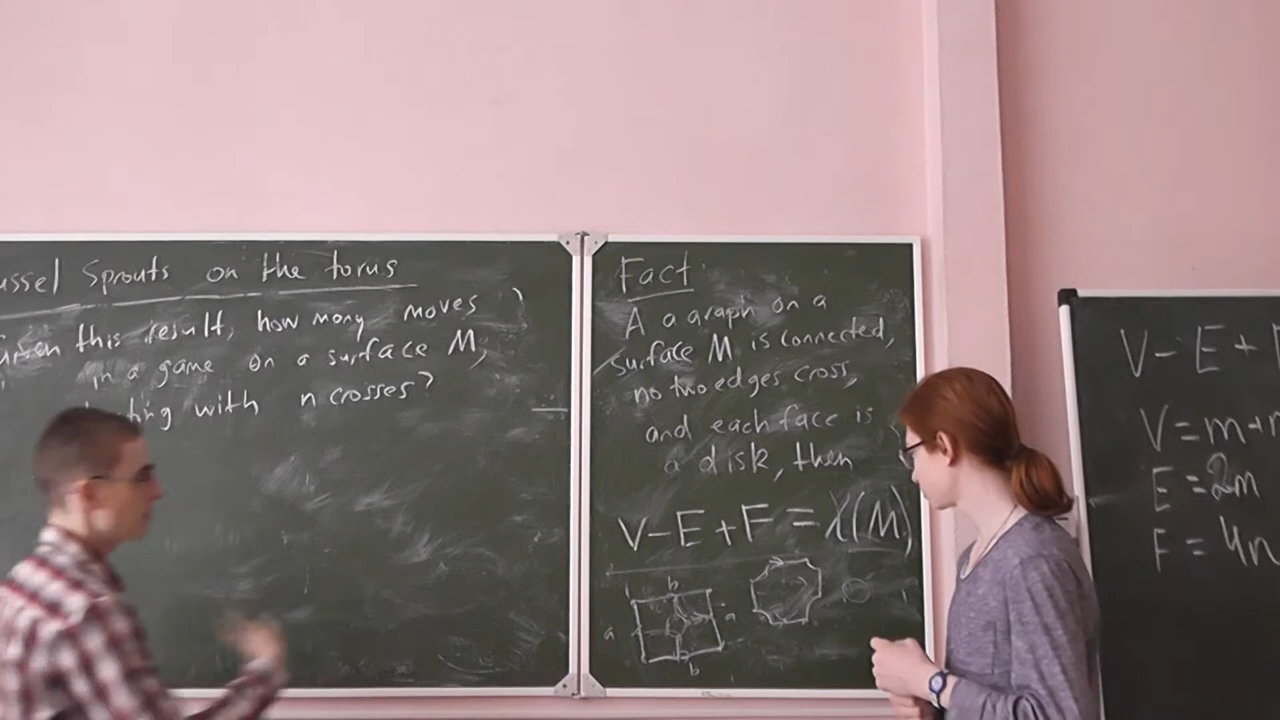 ussel Sprouts on the torus
this result, how many moves
in a game on a surface M,
ting with n crosses?
Fact
A a graph on a
surface M is connected,
no two edges cross,
and each face is
a disk, then
V-E+F = χ(M)
b
a
a
b
V-E+
V=m+
E=2m
F=4n